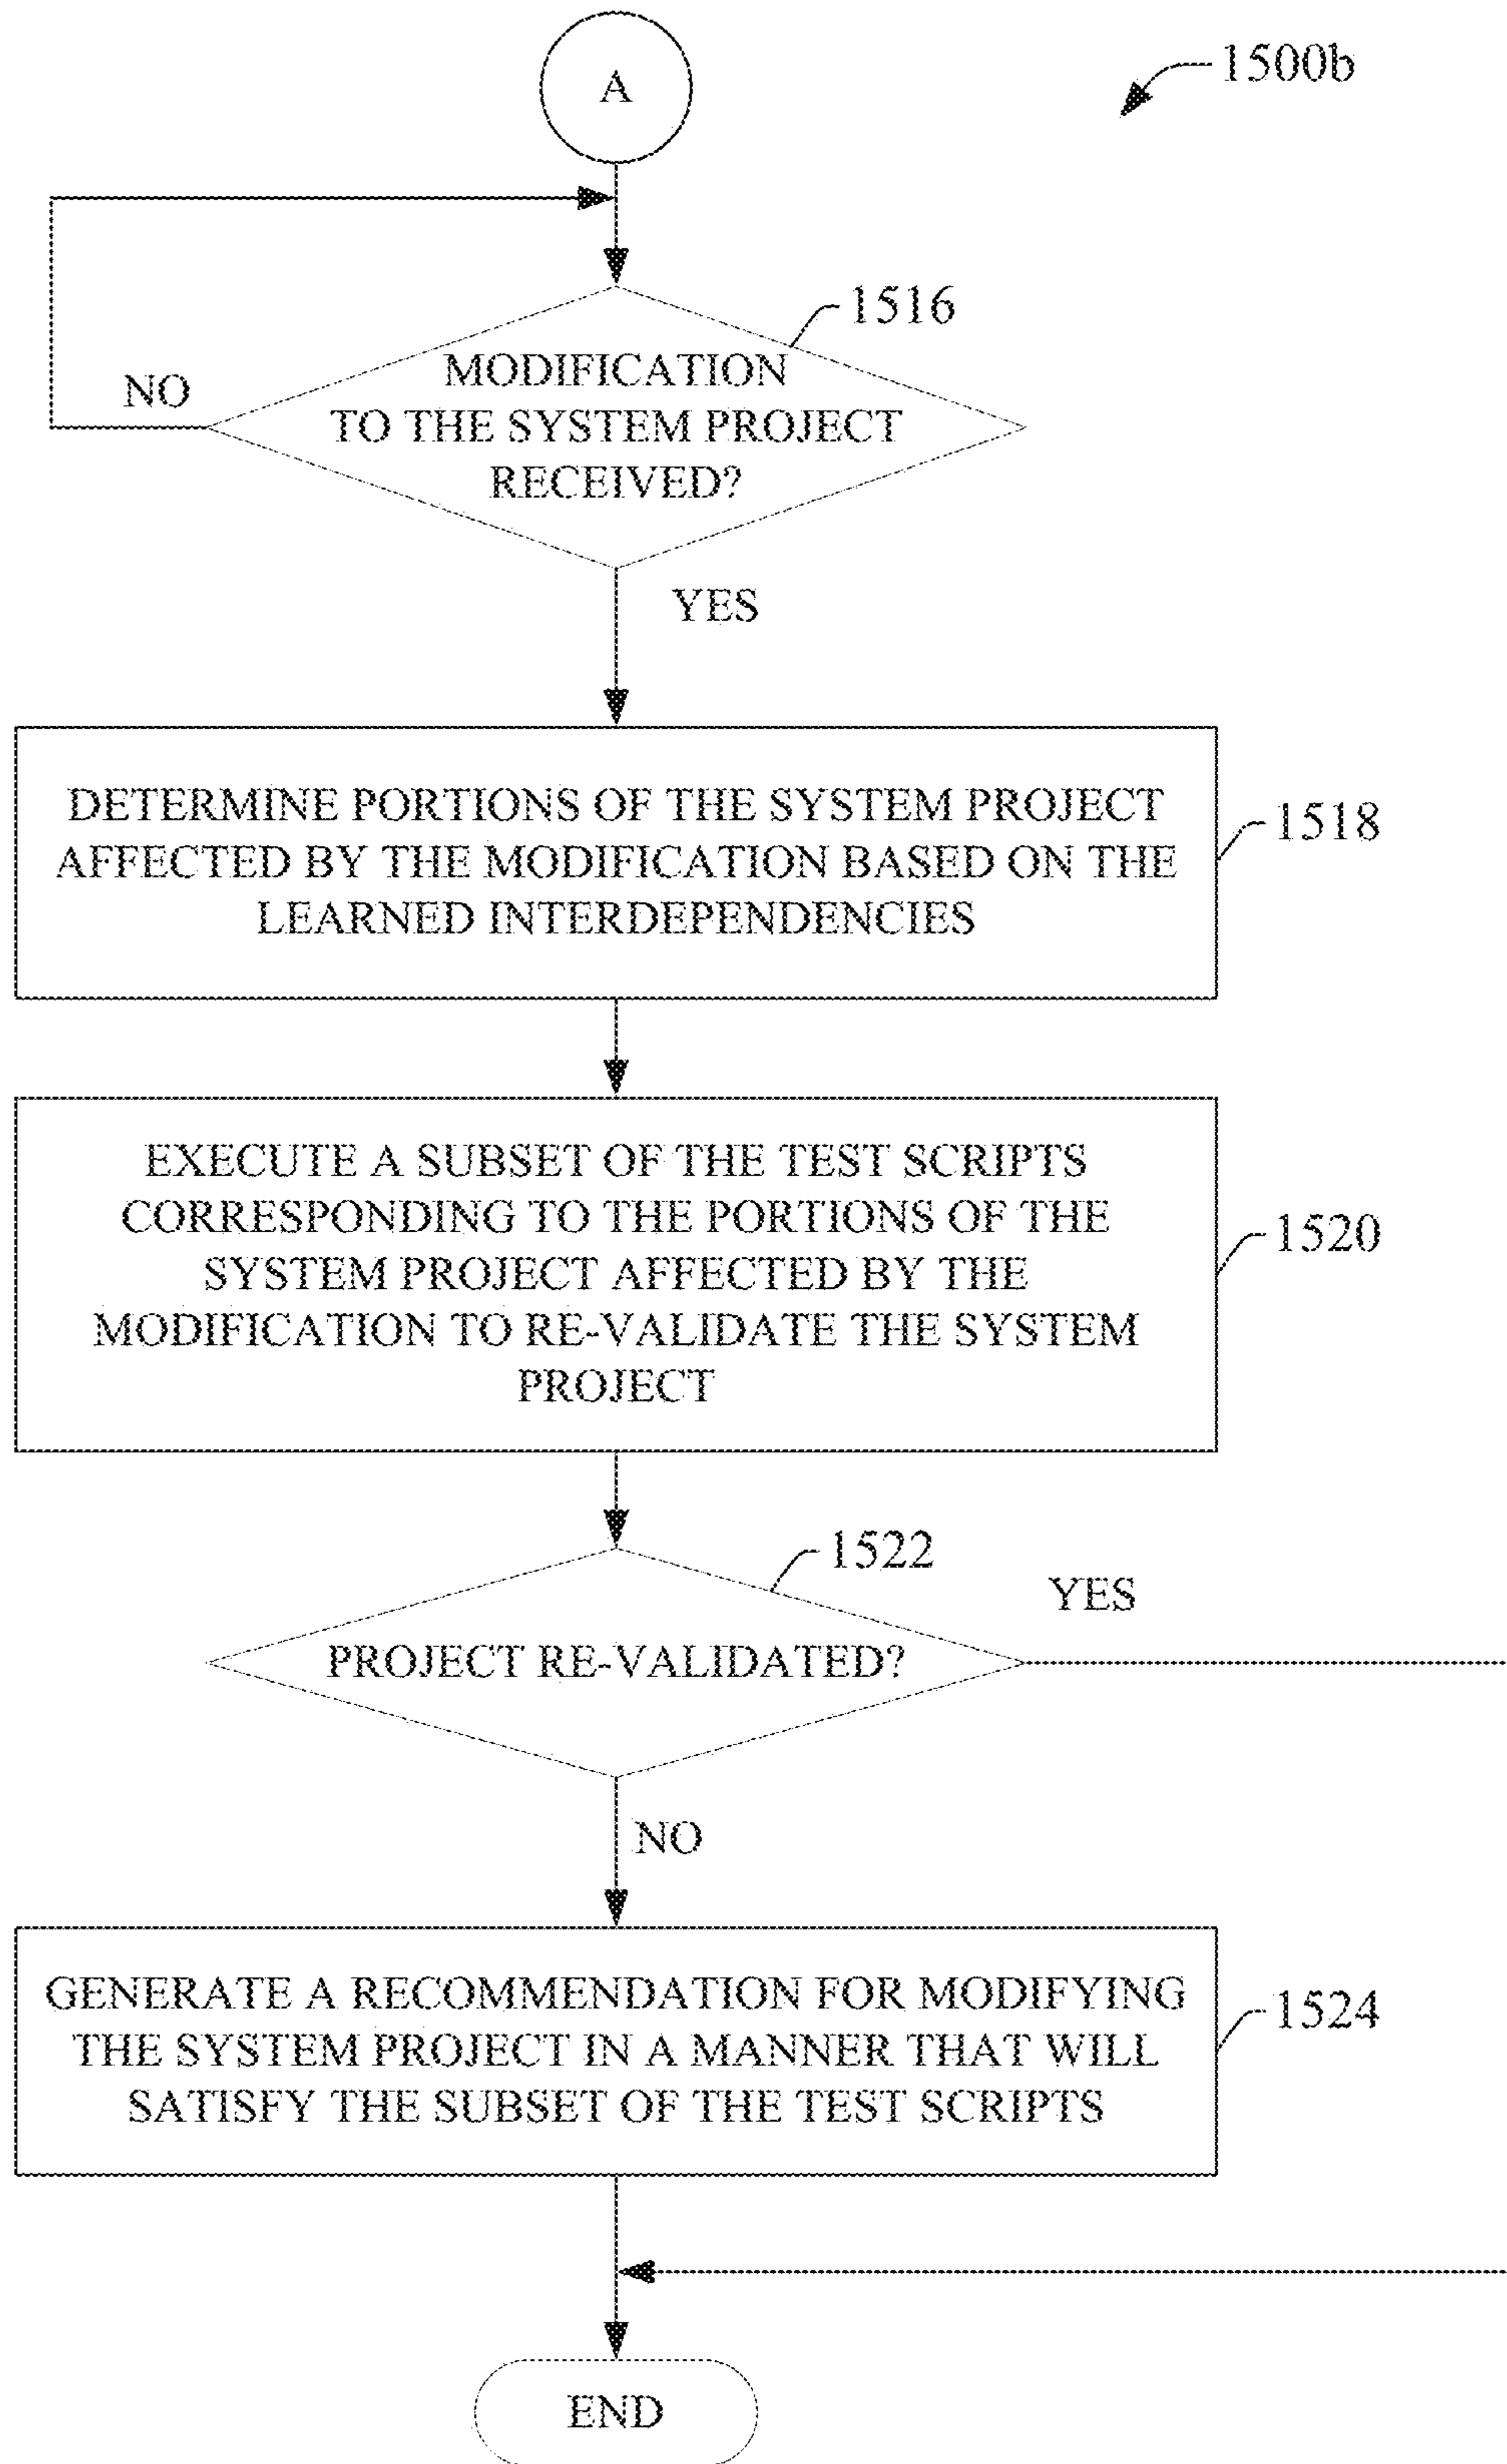 A
1500b
1516
MODIFICATION
TO THE SYSTEM PROJECT
RECEIVED?
NO
YES
DETERMINE PORTIONS OF THE SYSTEM PROJECT
AFFECTED BY THE MODIFICATION BASED ON THE
LEARNED INTERDEPENDENCIES
1518
EXECUTE A SUBSET OF THE TEST SCRIPTS
CORRESPONDING TO THE PORTIONS OF THE
SYSTEM PROJECT AFFECTED BY THE
MODIFICATION TO RE-VALIDATE THE SYSTEM
PROJECT
1520
1522
YES
PROJECT RE-VALIDATED?
NO
GENERATE A RECOMMENDATION FOR MODIFYING
THE SYSTEM PROJECT IN A MANNER THAT WILL
SATISFY THE SUBSET OF THE TEST SCRIPTS
1524
END